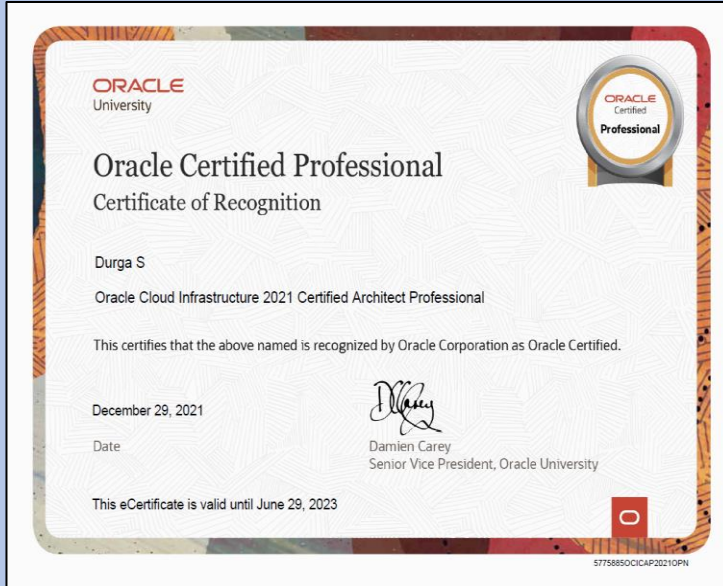 ORACLE
University
ORACLE
Certified
Professional
Oracle Certified Professional
Certificate of Recognition
Durga S
Oracle Cloud Infrastructure 2021 Certified Architect Professional
This certifies that the above named is recognized by Oracle Corporation as Oracle Certified.
December 29, 2021
Date
Damien Carey
Senior Vice President, Oracle University
This eCertificate is valid until June 29, 2023
5775885OCICAP2021OPN